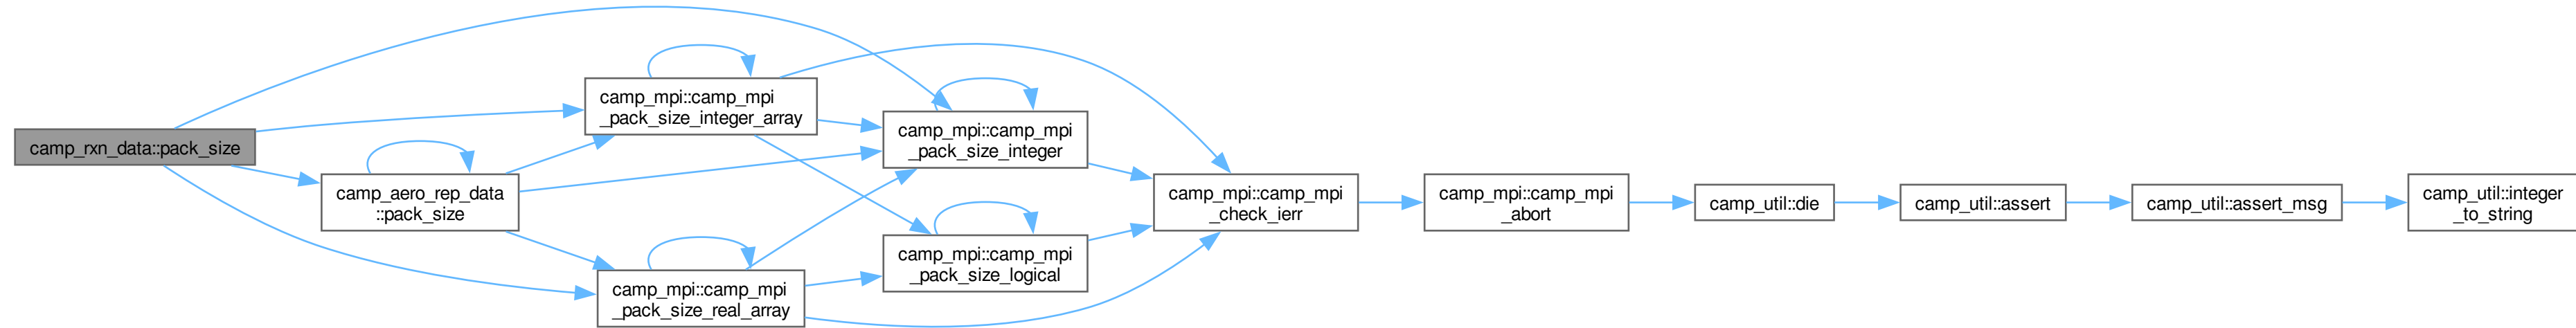 camp_rxn_data::pack_size
camp_aero_rep_data
::pack_size
camp_mpi::camp_mpi
_pack_size_integer_array
camp_mpi::camp_mpi
_pack_size_real_array
camp_mpi::camp_mpi
_pack_size_integer
camp_mpi::camp_mpi
_pack_size_logical
camp_mpi::camp_mpi
_check_ierr
camp_mpi::camp_mpi
_abort
camp_util::die
camp_util::assert
camp_util::assert_msg
camp_util::integer
_to_string